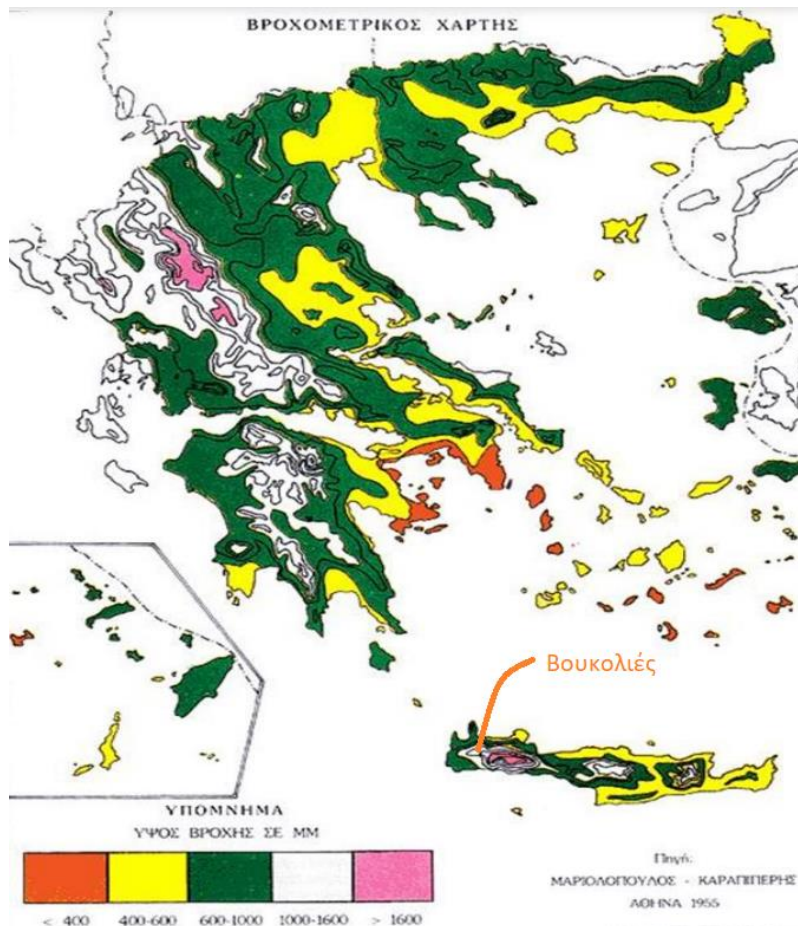 ΒΡΟΧΟΜΕΤΡΙΚΟΣ ΧΑΡΤΗΣ
Βουκολιές
ΥΠΟΜΝΗΜΑ
ΥΨΟΣ ΒΡΟΧΗΣ ΣΕ ΜΜ
< 400 400-600 600-1000 1000-1600 > 1600
Πηγή:
ΜΑΡΙΟΛΟΠΟΥΛΟΣ - ΚΑΡΑΠΙΠΕΡΗΣ
ΑΘΗΝΑ 1955